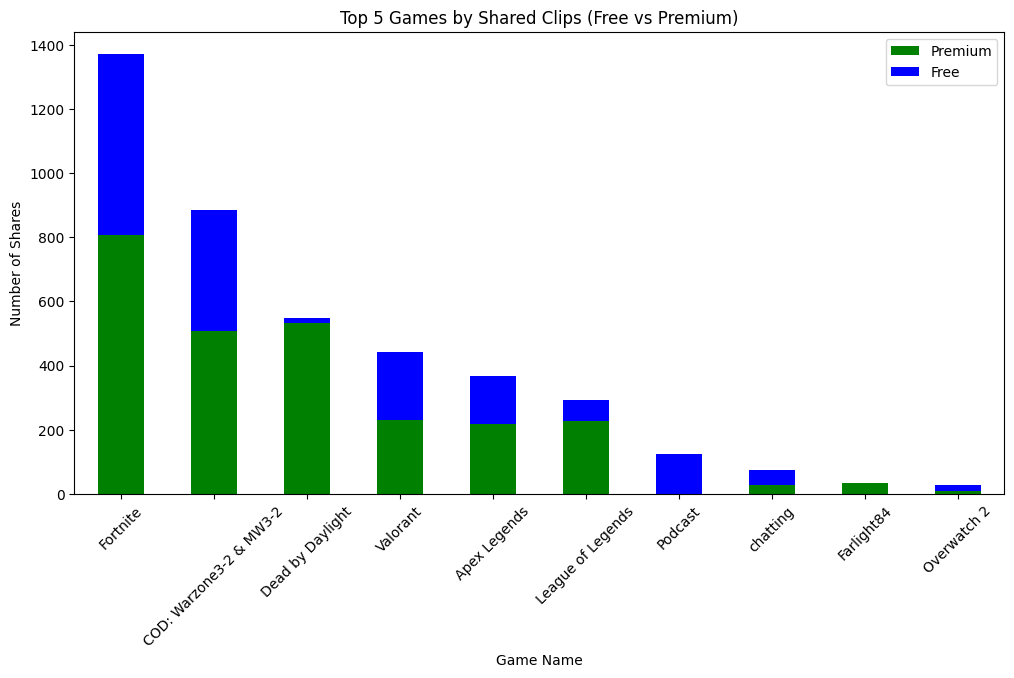 Top 5 Games by Shared Clips (Free vs Premium)
Premium
Free
Number of Shares
1400
1200
1000
800
600
400
200
0
Fortnite
COD: Warzone3-2 & MW3-2
Dead by Daylight
Valorant
Apex Legends
League of Legends
Podcast
chatting
Farlight84
Overwatch 2
Game Name